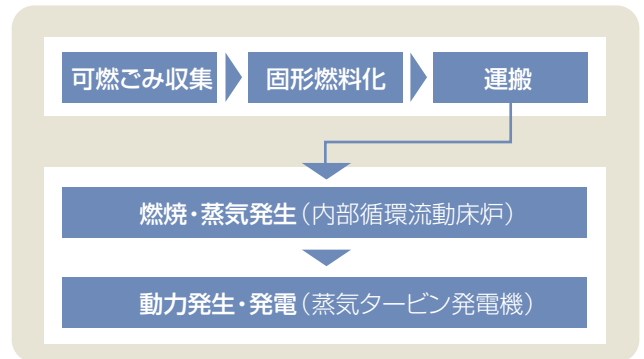 可燃ごみ収集
固形燃料化
運搬
燃焼・蒸気発生（内部循環流動床炉）
動力発生・発電（蒸気タービン発電機）